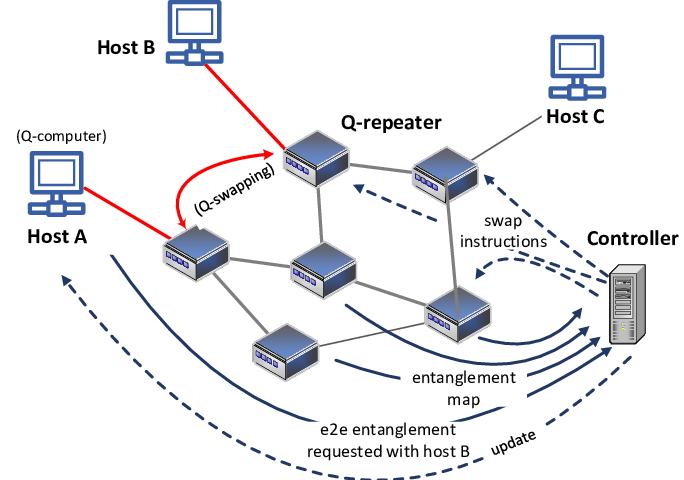 Host B
Q-repeater
Host C
(Q-computer)
(Q-swapping)
Host A
swap
instructions
Controller
entanglement
map
e2e entanglement
requested with host B
update